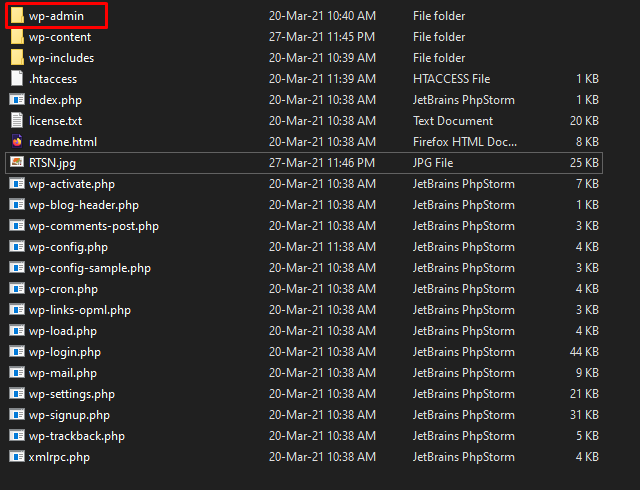 wp-admin 20-Mar-21 10:40 AM File folder
wp-content 27-Mar-21 11:45 PM File folder
wp-includes 20-Mar-21 10:38 AM File folder
.htaccess 20-Mar-21 11:39 AM HTACCESS File 1 KB
index.php 20-Mar-21 10:38 AM JetBrains PhpStorm 1 KB
license.txt 20-Mar-21 10:38 AM Text Document 20 KB
readme.html 20-Mar-21 10:38 AM Firefox HTML Doc... 8 KB
RTSN.jpg 27-Mar-21 11:46 PM JPG File 25 KB
wp-activate.php 20-Mar-21 10:38 AM JetBrains PhpStorm 7 KB
wp-blog-header.php 20-Mar-21 10:38 AM JetBrains PhpStorm 1 KB
wp-comments-post.php 20-Mar-21 10:38 AM JetBrains PhpStorm 3 KB
wp-config.php 20-Mar-21 11:38 AM JetBrains PhpStorm 4 KB
wp-config-sample.php 20-Mar-21 10:38 AM JetBrains PhpStorm 3 KB
wp-cron.php 20-Mar-21 10:38 AM JetBrains PhpStorm 4 KB
wp-links-opml.php 20-Mar-21 10:38 AM JetBrains PhpStorm 3 KB
wp-load.php 20-Mar-21 10:38 AM JetBrains PhpStorm 4 KB
wp-login.php 20-Mar-21 10:38 AM JetBrains PhpStorm 44 KB
wp-mail.php 20-Mar-21 10:38 AM JetBrains PhpStorm 9 KB
wp-settings.php 20-Mar-21 10:38 AM JetBrains PhpStorm 21 KB
wp-signup.php 20-Mar-21 10:38 AM JetBrains PhpStorm 31 KB
wp-trackback.php 20-Mar-21 10:38 AM JetBrains PhpStorm 5 KB
xmlrpc.php 20-Mar-21 10:38 AM JetBrains PhpStorm 4 KB